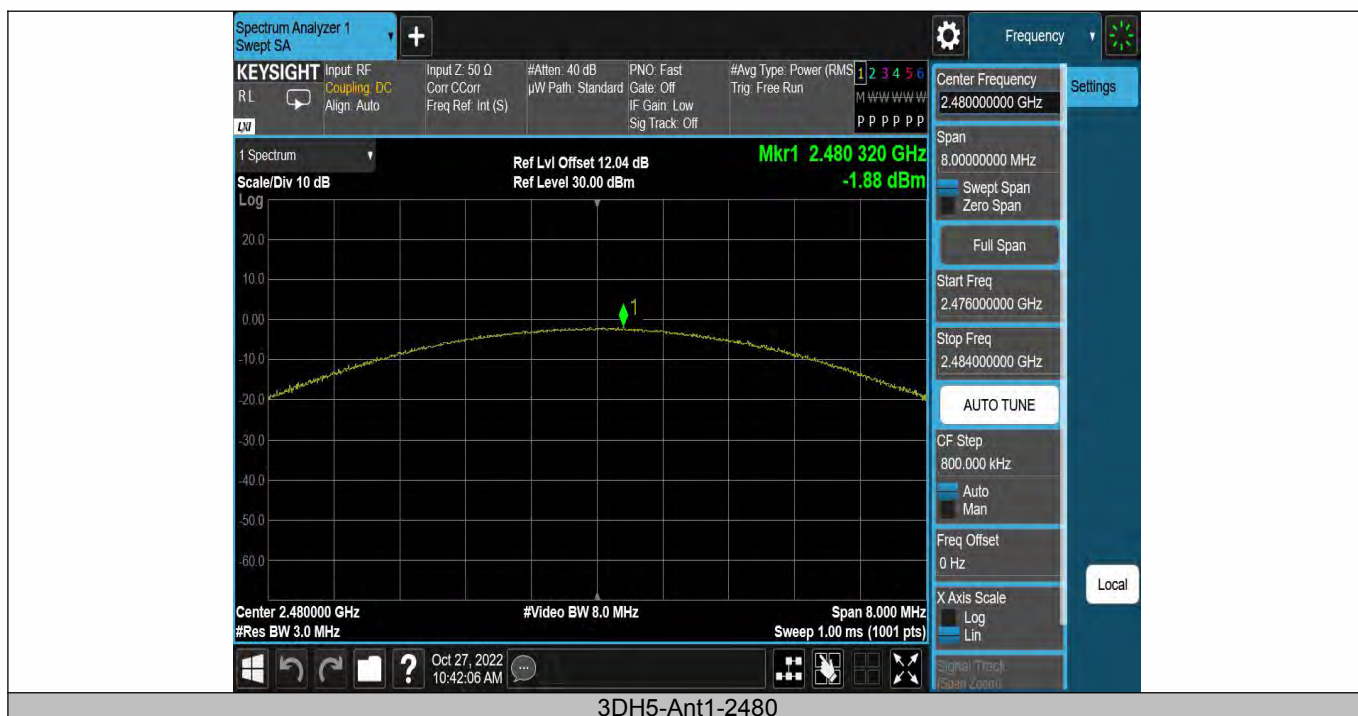 Spectrum Analyzer 1
Swept SA
Frequency
KEYSIGHT
RL
LXI
Input: RF
Coupling: DC
Align: Auto
Input Z: 50 Ω
Corr CCorr
Freq Ref: Int (S)
#Atten: 40 dB
µW Path: Standard
PNO: Fast
Gate: Off
IF Gain: Low
Sig Track: Off
#Avg Type: Power (RMS
Trig: Free Run
1 2 3 4 5 6
M W W W W W
P P P P P P
1 Spectrum
Scale/Div 10 dB
Log
Ref Lvl Offset 12.04 dB
Ref Level 30.00 dBm
Mkr1 2.480 320 GHz
-1.88 dBm
20.0
10.0
0.00
-10.0
-20.0
-30.0
-40.0
-50.0
-60.0
1
Center 2.480000 GHz
#Res BW 3.0 MHz
#Video BW 8.0 MHz
Span 8.000 MHz
Sweep 1.00 ms (1001 pts)
Oct 27, 2022
10:42:06 AM
Center Frequency
2.480000000 GHz
Settings
Span
8.00000000 MHz
Swept Span
Zero Span
Full Span
Start Freq
2.476000000 GHz
Stop Freq
2.484000000 GHz
AUTO TUNE
CF Step
800.000 kHz
Auto
Man
Freq Offset
0 Hz
X Axis Scale
Log
Lin
Local
Signal Track
(Span Zoom)
3DH5-Ant1-2480